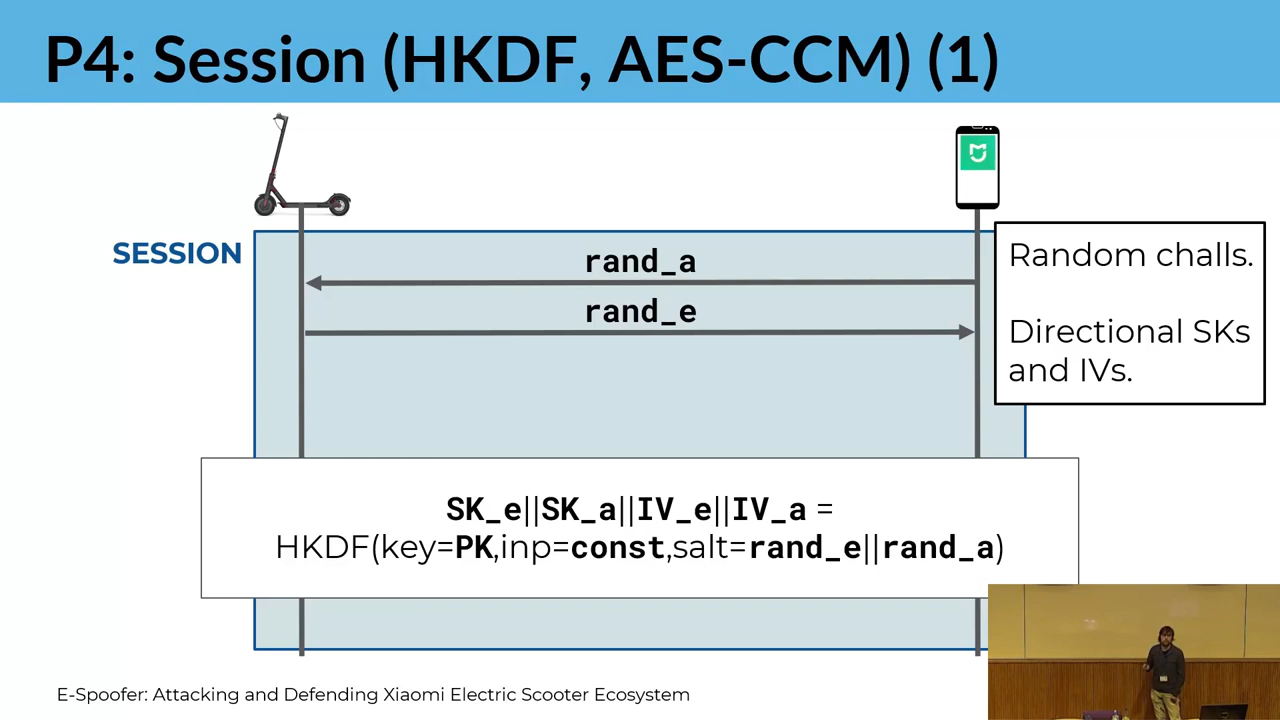 P4: Session (HKDF, AES-CCM) (1)
SESSION
rand_a
rand_e
Random challs.
Directional SKs
and IVs.
SK_e||SK_a||IV_e||IV_a =
HKDF(key=PK,inp=const,salt=rand_e||rand_a)
E-Spoofer: Attacking and Defending Xiaomi Electric Scooter Ecosystem